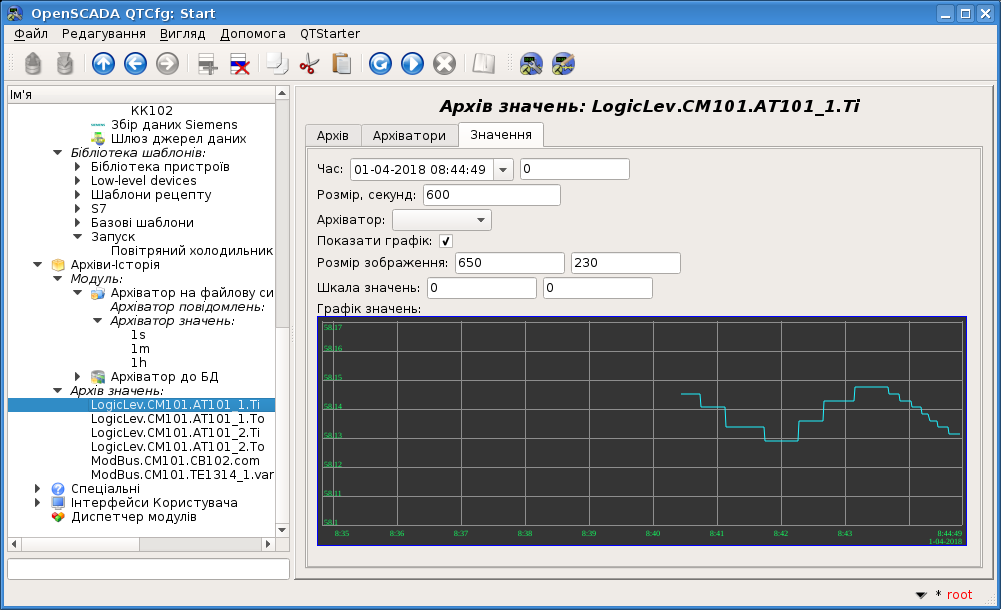 OpenSCADA QTCfg: Start
Файл Редагування Вигляд Допомога QTStarter
Ім'я
КК102
Збір даних Siemens
Шлюз джерел даних
Бібліотека шаблонів:
Бібліотека пристроїв
Low-level devices
Шаблони рецепту
S7
Базові шаблони
Запуск
Повітряний холодильник
Архіви-Історія
Модуль:
Архіватор на файлову си
Архіватор повідомлень:
Архіватор значень:
1s
1m
1h
Архіватор до БД
Архів значень:
LogicLev.CM101.AT101_1.Ti
LogicLev.CM101.AT101_1.To
LogicLev.CM101.AT101_2.Ti
LogicLev.CM101.AT101_2.To
ModBus.CM101.CB102.com
ModBus.CM101.TE1314_1.var
Спеціальні
Інтерфейси Користувача
Диспетчер модулів
Архів значень: LogicLev.CM101.AT101_1.Ti
Архів Архіватори Значення
Час: 01-04-2018 08:44:49 0
Розмір, секунд: 600
Архіватор:
Показати графік:
Розмір зображення: 650 230
Шкала значень: 0 0
Графік значень:
58.17
58.16
58.15
58.14
58.13
58.12
58.11
58.1
8:35 8:36 8:37 8:38 8:39 8:40 8:41 8:42 8:43 8:44:49
1-04-2018
* root